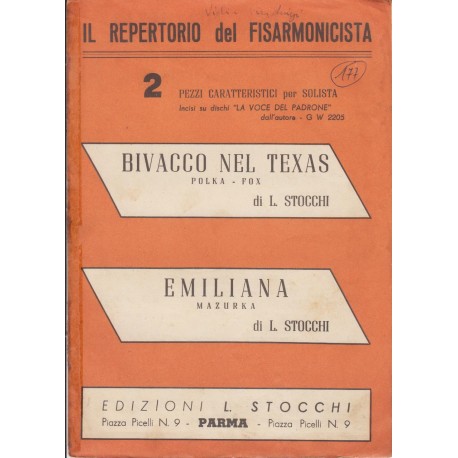 IL REPERTORIO del FISARMONICISTA
177
2 PEZZI CARATTERISTICI per SOLISTA
Incisi su dischi "LA VOCE DEL PADRONE"
dall'autore - G W 2205
BIVACCO NEL TEXAS
POLKA - FOX
di L. STOCCHI
EMILIANA
MAZURKA
di L. STOCCHI
EDIZIONI L. STOCCHI
Piazza Picelli N. 9 - PARMA - Piazza Picelli N. 9